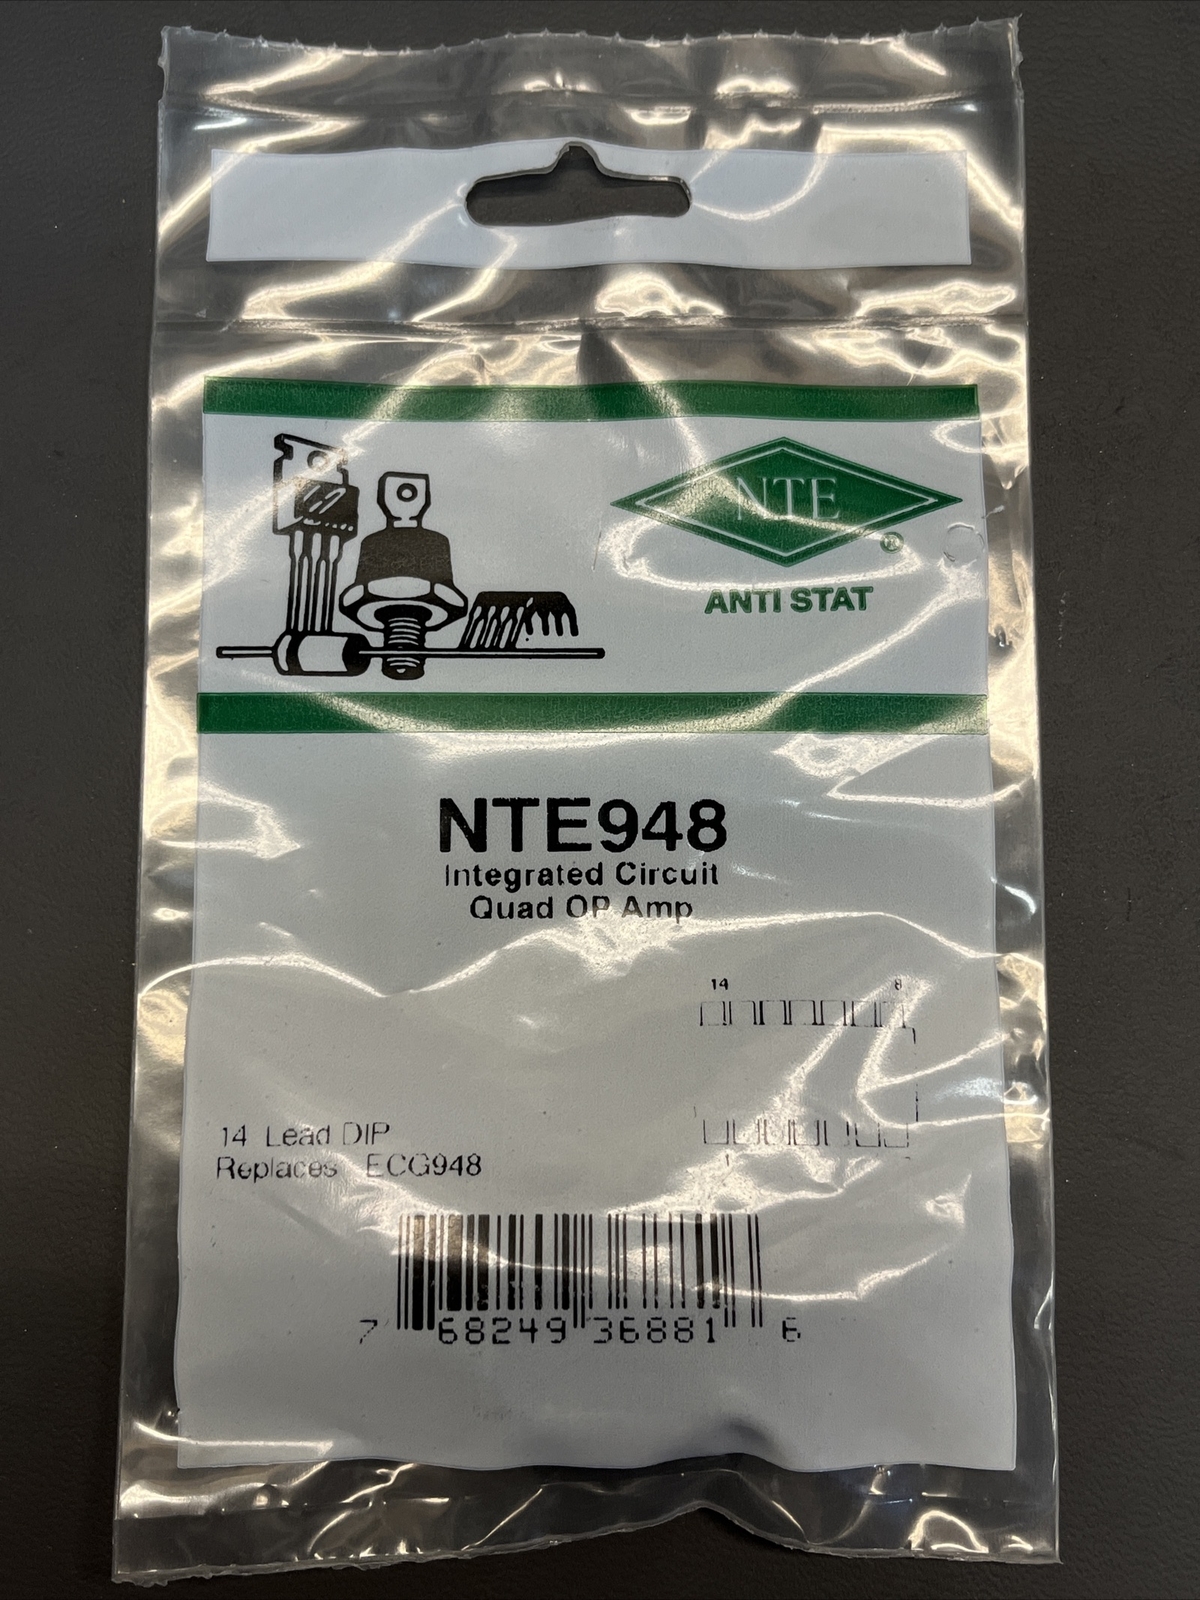 NTE
®
ANTI STAT
NTE948
Integrated Circuit
Quad OP Amp
14 8
14 Lead DIP
Replaces ECG948
7 68249 36881 6